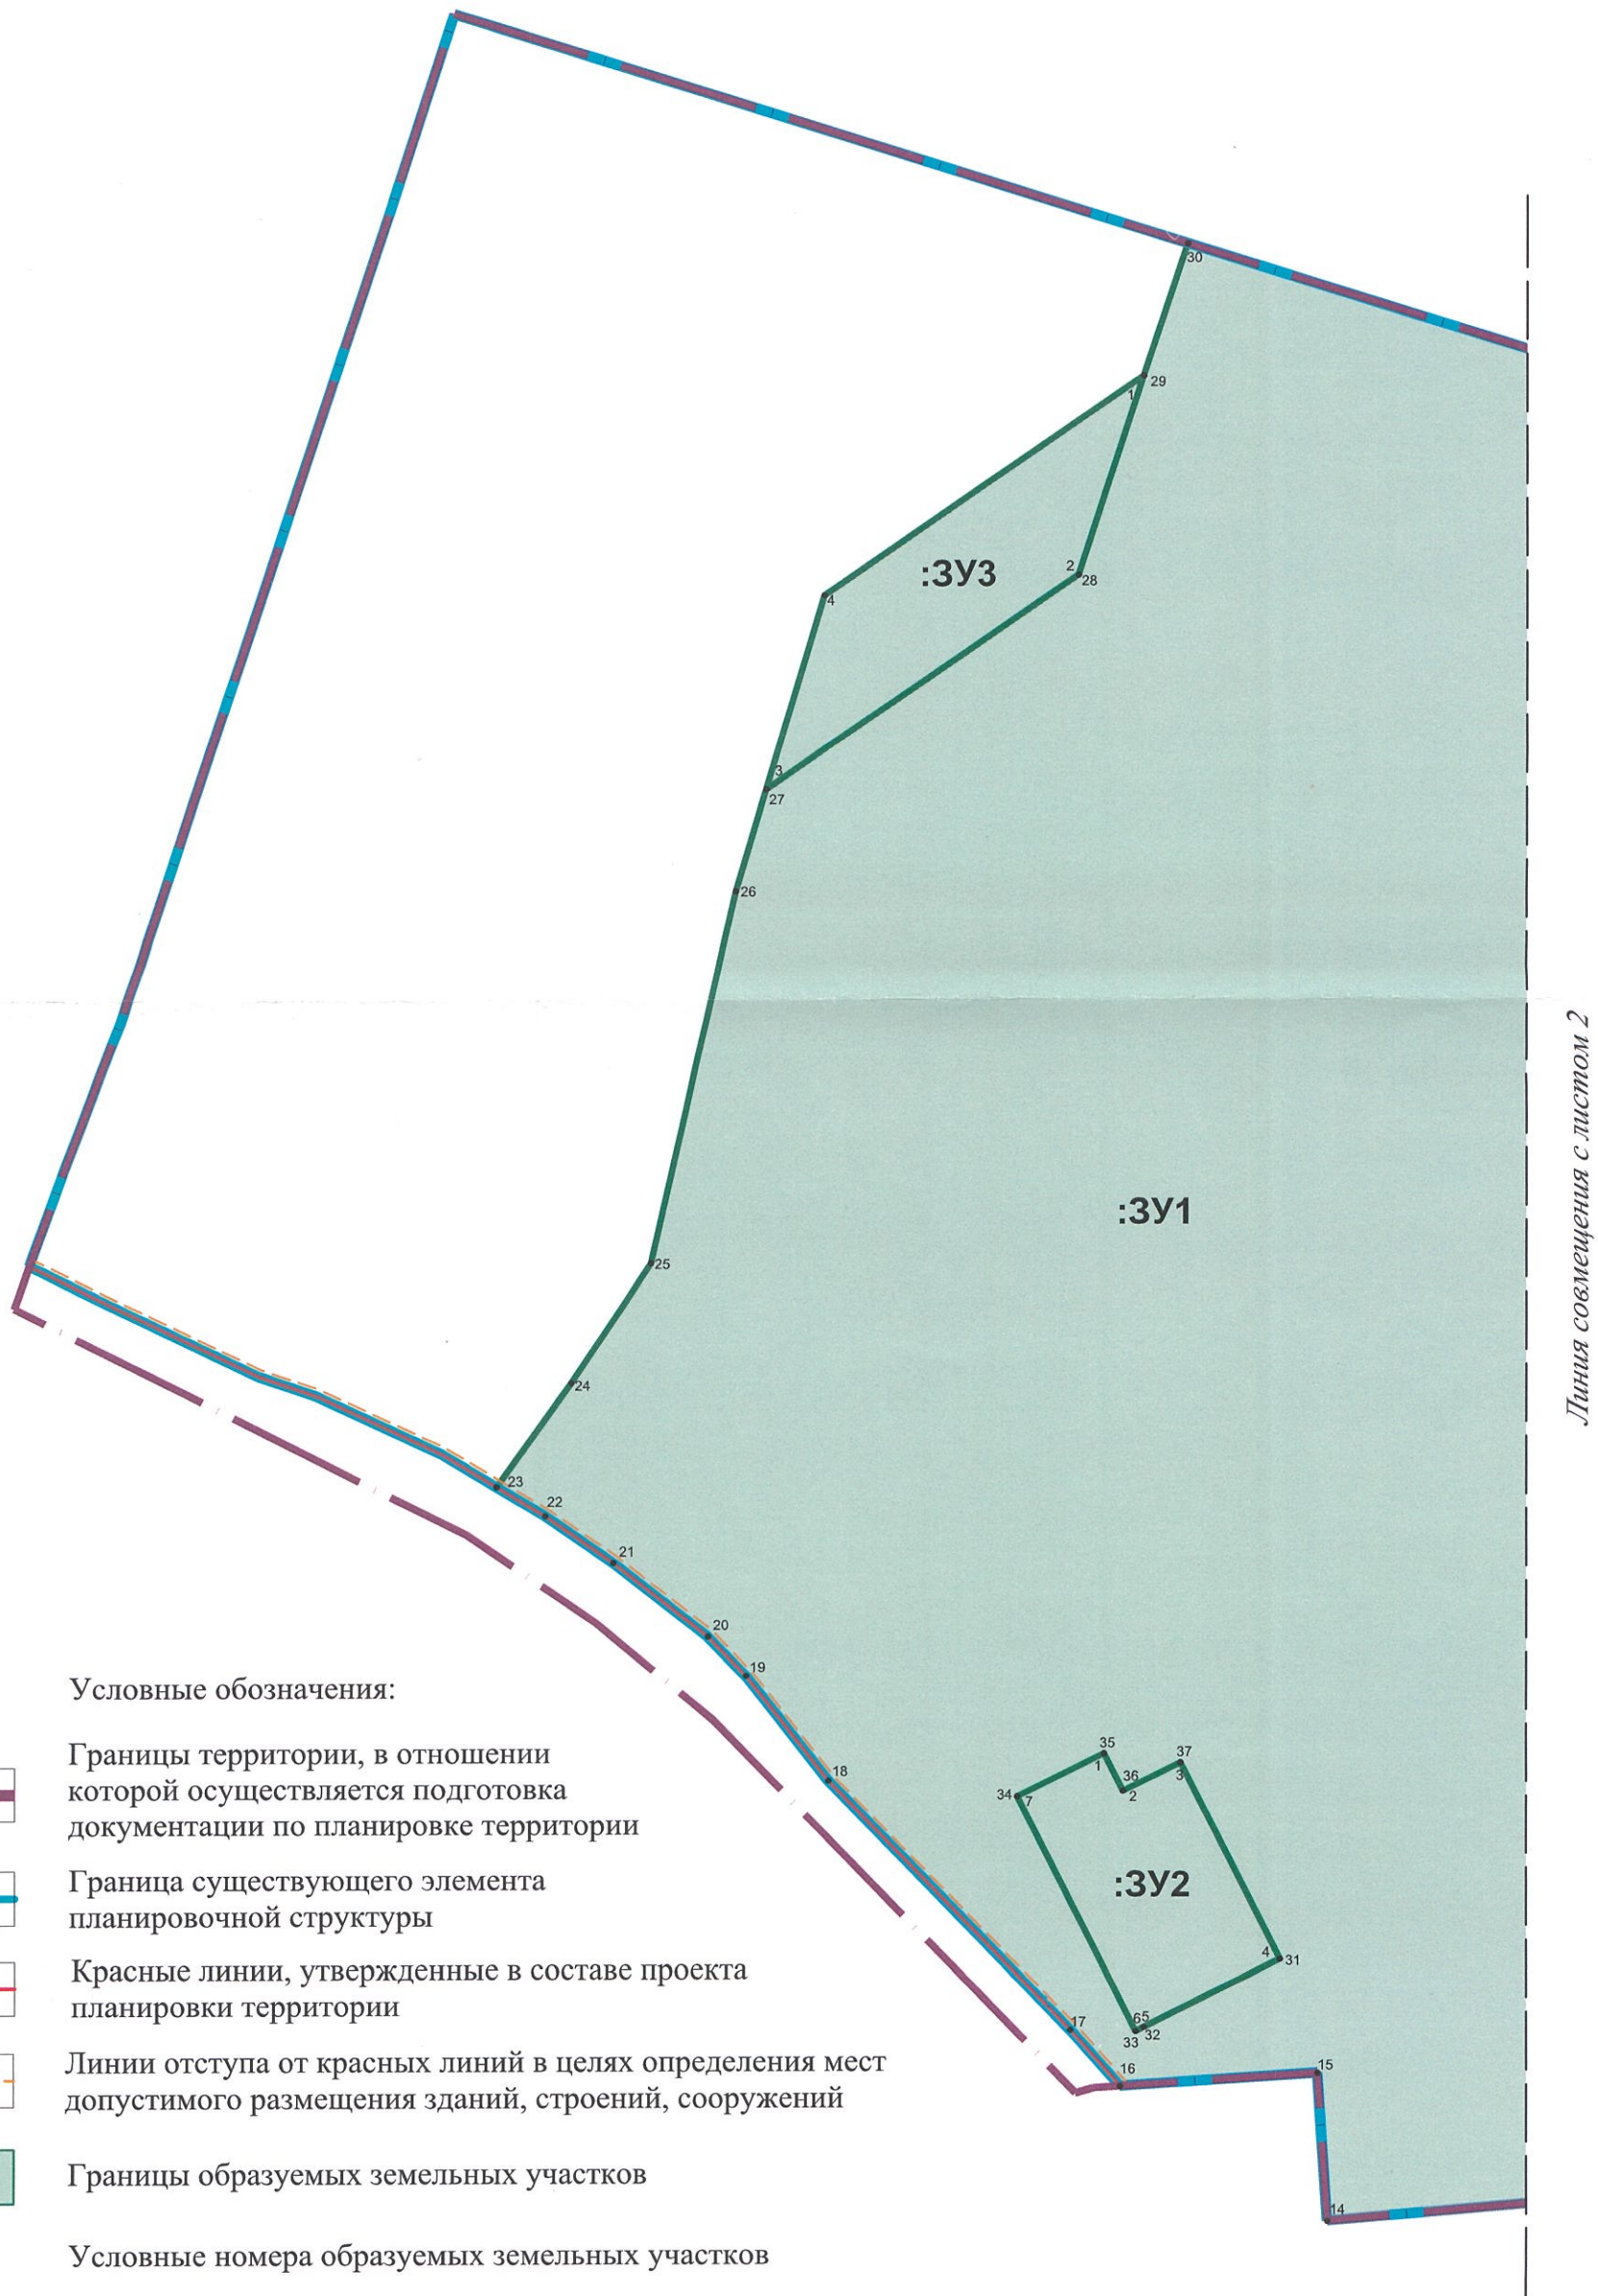 30
29
1
:ЗУ3
2
28
4
3
27
26
Линия совмещения с листом 2
:ЗУ1
25
24
23
22
21
20
19
18
35
37
1
36
3
34
7
2
:ЗУ2
4
31
17
65
33
32
16
15
14
Условные обозначения:
Границы территории, в отношении
которой осуществляется подготовка
документации по планировке территории
Граница существующего элемента
планировочной структуры
Красные линии, утвержденные в составе проекта
планировки территории
Линии отступа от красных линий в целях определения мест
допустимого размещения зданий, строений, сооружений
Границы образуемых земельных участков
Условные номера образуемых земельных участков